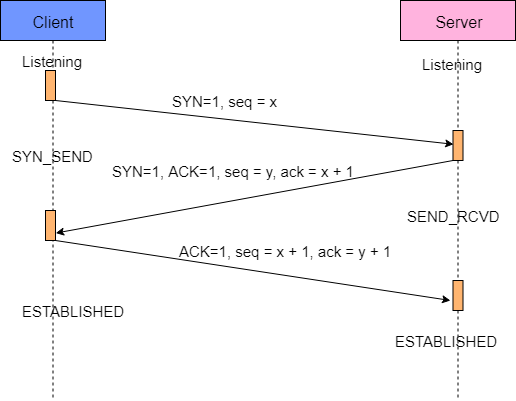 Client
Server
Listening
Listening
SYN=1, seq = x
SYN_SEND
SYN=1, ACK=1, seq = y, ack = x + 1
SEND_RCVD
ACK=1, seq = x + 1, ack = y + 1
ESTABLISHED
ESTABLISHED